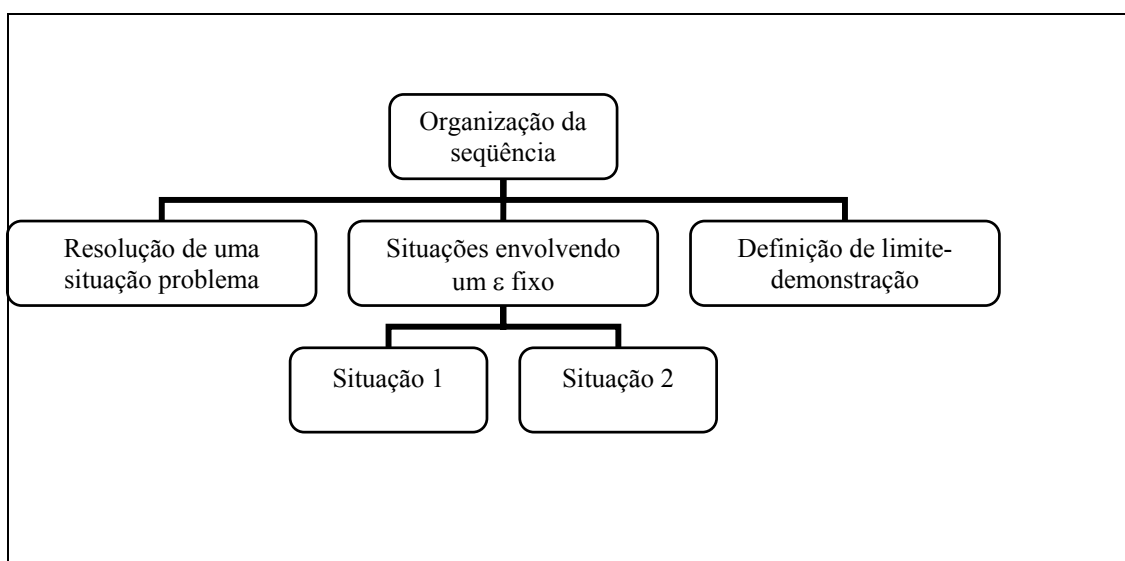 Organização da
seqüência
Resolução de uma
situação problema
Situações envolvendo
um ε fixo
Definição de limite-
demonstração
Situação 1
Situação 2